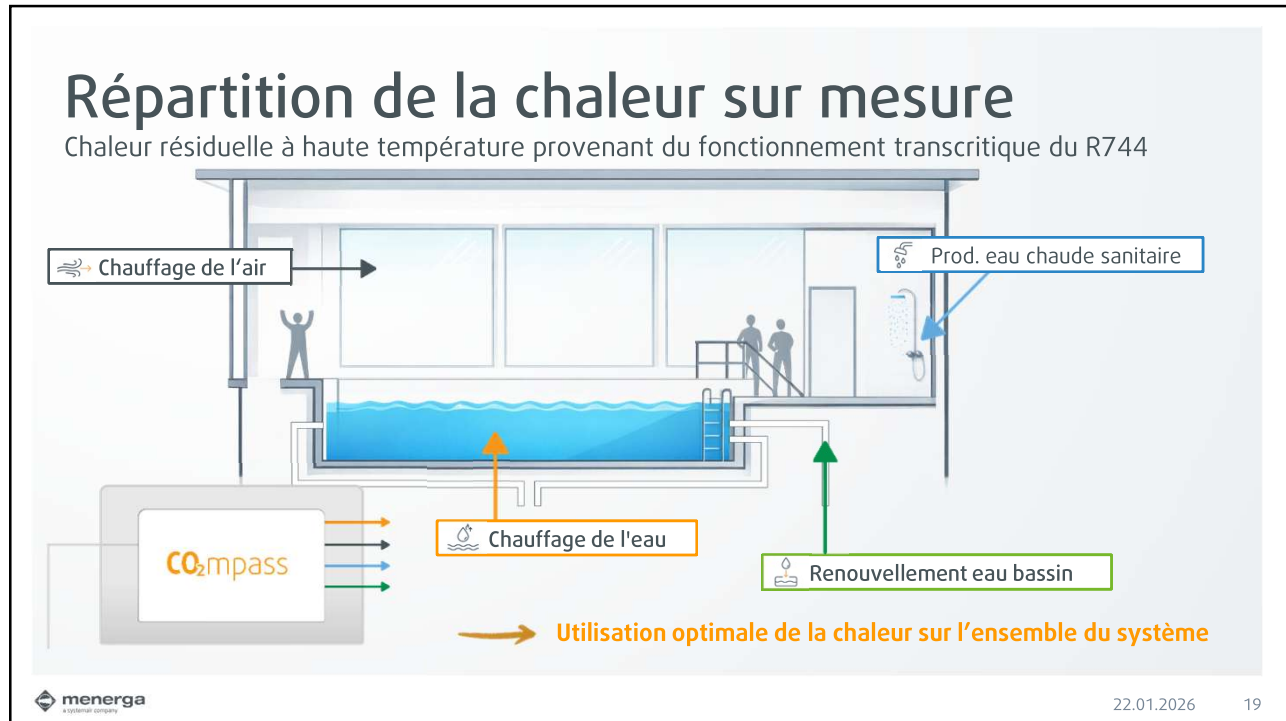 Répartition de la chaleur sur mesure
Chaleur résiduelle à haute température provenant du fonctionnement transcritique du R744
Chauffage de l’air
Prod. eau chaude sanitaire
CO₂mpass
Chauffage de l'eau
Renouvellement eau bassin
Utilisation optimale de la chaleur sur l’ensemble du système
menerga
a systemair company
22.01.2026
19